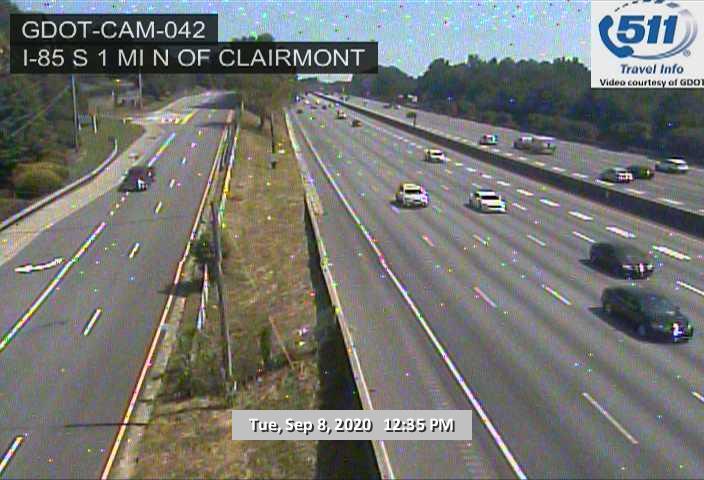 GDOT-CAM-042
I-85 S 1 MI N OF CLAIRMONT
511
Travel Info
Video courtesy of GDOT
Tue, Sep 8, 2020 12:35 PM